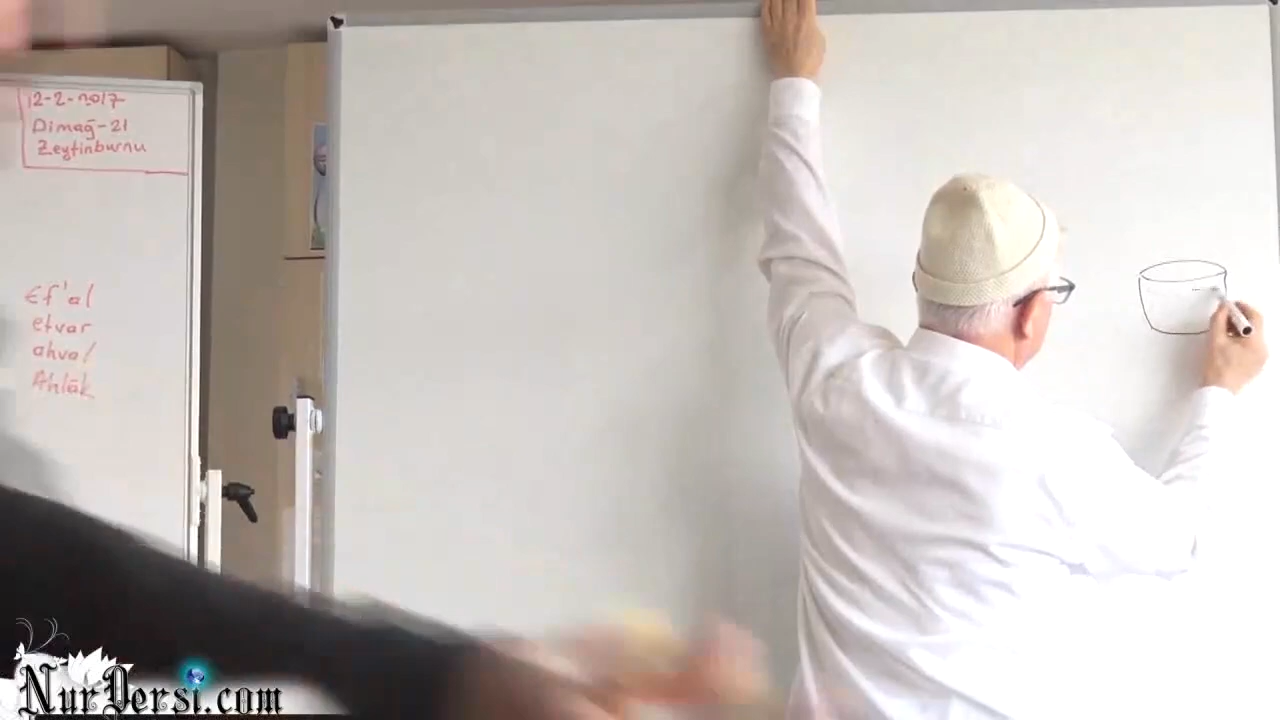 12-2-2017
Dimağ-21
Zeytinburnu
Ef'al
etvar
ahval
Ahlâk
NurDersi.com